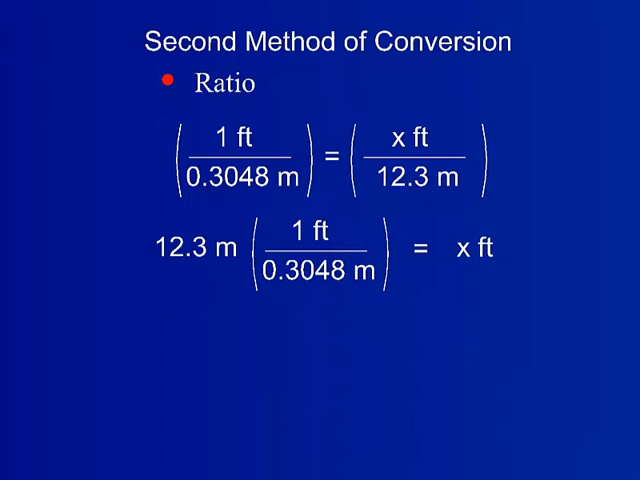 Second Method of Conversion
• Ratio
(1 ft / 0.3048 m) = (x ft / 12.3 m)
12.3 m (1 ft / 0.3048 m) = x ft